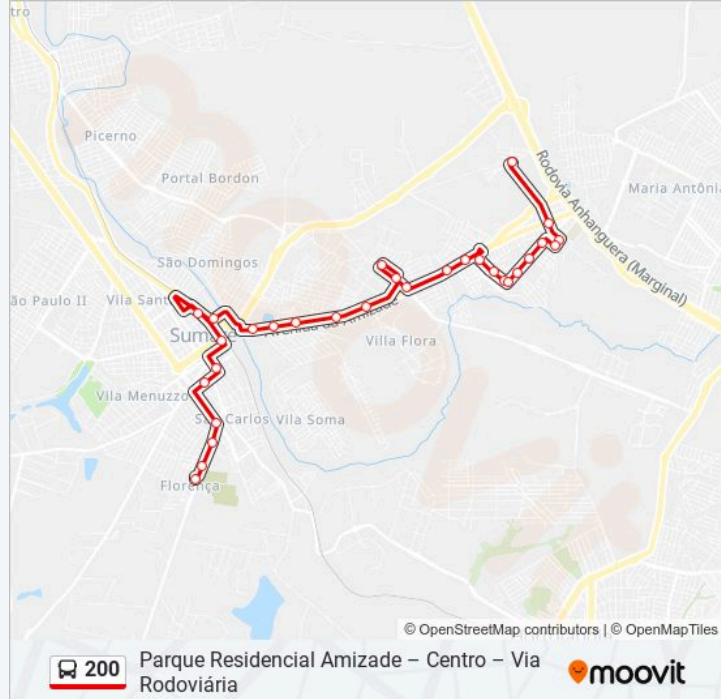 tro
Picerno
Portal Bordon
Rodovia Anhanguera (Marginal)
Maria Antônia
São Domingos
ão Paulo II
Vila Sant
Sumaré
Avenida da Amizade
Villa Flora
Vila Menuzzo
São Carlos
Vila Soma
Florença
© OpenStreetMap contributors | © OpenMapTiles
200
Parque Residencial Amizade – Centro – Via
Rodoviária
moovit